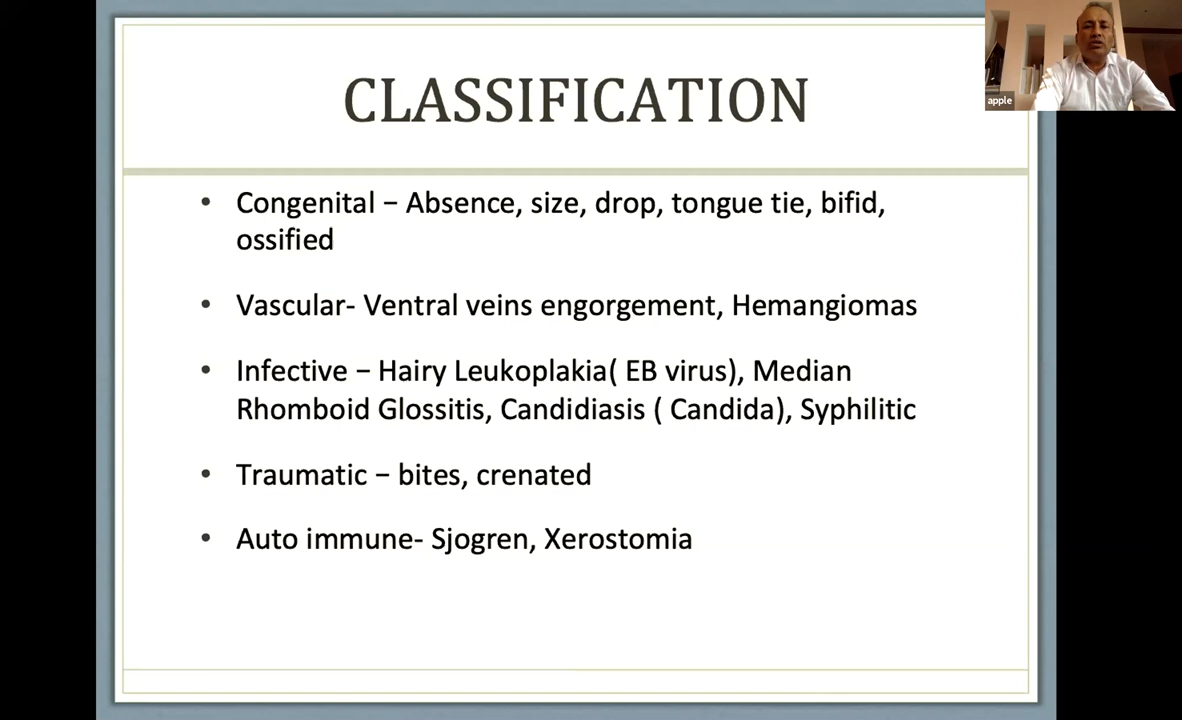 CLASSIFICATION
apple
• Congenital – Absence, size, drop, tongue tie, bifid,
ossified
• Vascular- Ventral veins engorgement, Hemangiomas
• Infective – Hairy Leukoplakia( EB virus), Median
Rhomboid Glossitis, Candidiasis ( Candida), Syphilitic
• Traumatic – bites, crenated
• Auto immune- Sjogren, Xerostomia